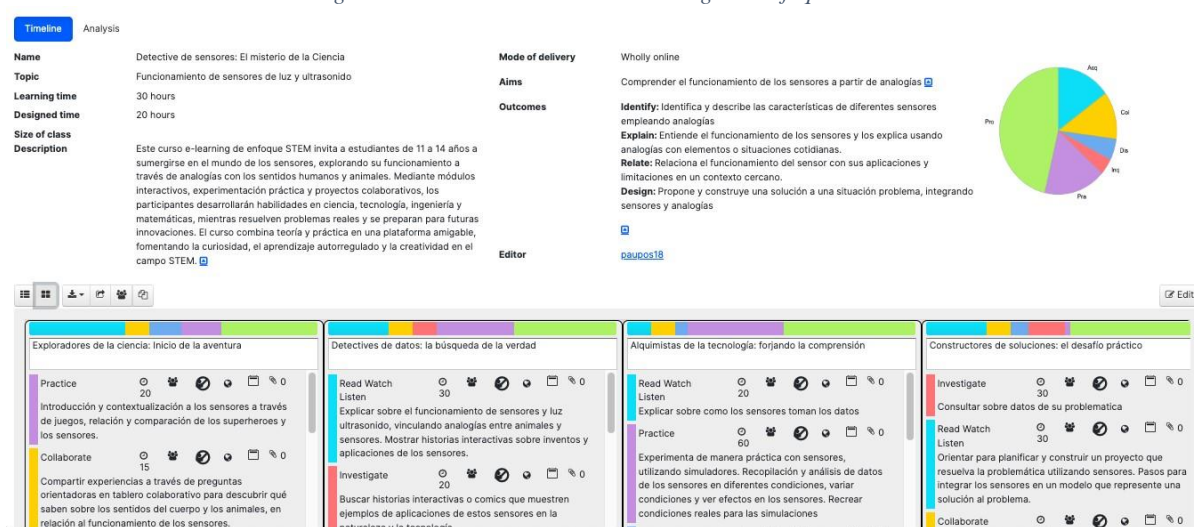 Timeline Analysis
Name Detective de sensores: El misterio de la Ciencia
Topic Funcionamiento de sensores de luz y ultrasonido
Learning time 30 hours
Designed time 20 hours
Size of class
Description Este curso e-learning de enfoque STEM invita a estudiantes de 11 a 14 años a
sumergirse en el mundo de los sensores, explorando su funcionamiento a
través de analogías con los sentidos humanos y animales. Mediante módulos
interactivos, experimentación práctica y proyectos colaborativos, los
participantes desarrollarán habilidades en ciencia, tecnología, ingeniería y
matemáticas, mientras resuelven problemas reales y se preparan para futuras
innovaciones. El curso combina teoría y práctica en una plataforma amigable,
fomentando la curiosidad, el aprendizaje autorregulado y la creatividad en el
campo STEM.
Mode of delivery Wholly online
Aims Comprender el funcionamiento de los sensores a partir de analogías
Outcomes Identify: Identifica y describe las características de diferentes sensores
empleando analogías
Explain: Entiende el funcionamiento de los sensores y los explica usando
analogías con elementos o situaciones cotidianas.
Relate: Relaciona el funcionamiento del sensor con sus aplicaciones y
limitaciones en un contexto cercano.
Design: Propone y construye una solución a una situación problema, integrando
sensores y analogías
Editor paupos18
Acq
Col
Dis
Inq
Pra
Pro
Edit
Exploradores de la ciencia: Inicio de la aventura
Practice 20 0
Introducción y contextualización a los sensores a través
de juegos, relación y comparación de los superheroes y
los sensores.
Collaborate 15 0
Compartir experiencias a través de preguntas
orientadoras en tablero colaborativo para descubrir qué
saben sobre los sentidos del cuerpo y los animales, en
relación al funcionamiento de los sensores.
Detectives de datos: la búsqueda de la verdad
Read Watch 0
Listen 30
Explicar sobre el funcionamiento de sensores y luz
ultrasonido, vinculando analogías entre animales y
sensores. Mostrar historias interactivas sobre inventos y
aplicaciones de los sensores.
Investigate 20 0
Buscar historias interactivas o comics que muestren
ejemplos de aplicaciones de estos sensores en la
Alquimistas de la tecnología: forjando la comprensión
Read Watch 0
Listen 20
Explicar sobre como los sensores toman los datos
Practice 60 0
Experimenta de manera práctica con sensores,
utilizando simuladores. Recopilación y análisis de datos
de los sensores en diferentes condiciones, variar
condiciones y ver efectos en los sensores. Recrear
condiciones reales para las simulaciones
Constructores de soluciones: el desafío práctico
Investigate 30 0
Consultar sobre datos de su problematica
Read Watch 0
Listen 30
Orientar para planificar y construir un proyecto que
resuelva la problemática utilizando sensores. Pasos para
integrar los sensores en un modelo que represente una
solución al problema.
Collaborate 0